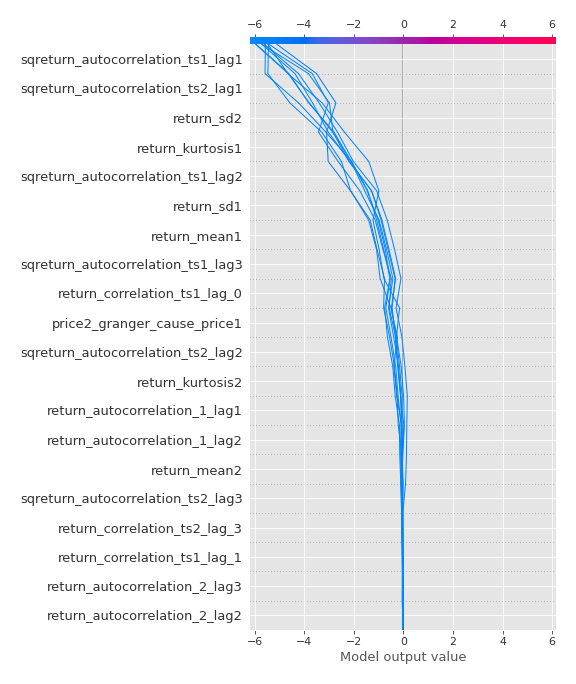 −6 −4 −2 0 2 4 6
sqreturn_autocorrelation_ts1_lag1
sqreturn_autocorrelation_ts2_lag1
return_sd2
return_kurtosis1
sqreturn_autocorrelation_ts1_lag2
return_sd1
return_mean1
sqreturn_autocorrelation_ts1_lag3
return_correlation_ts1_lag_0
price2_granger_cause_price1
sqreturn_autocorrelation_ts2_lag2
return_kurtosis2
return_autocorrelation_1_lag1
return_autocorrelation_1_lag2
return_mean2
sqreturn_autocorrelation_ts2_lag3
return_correlation_ts2_lag_3
return_correlation_ts1_lag_1
return_autocorrelation_2_lag3
return_autocorrelation_2_lag2
−6 −4 −2 0 2 4 6
Model output value